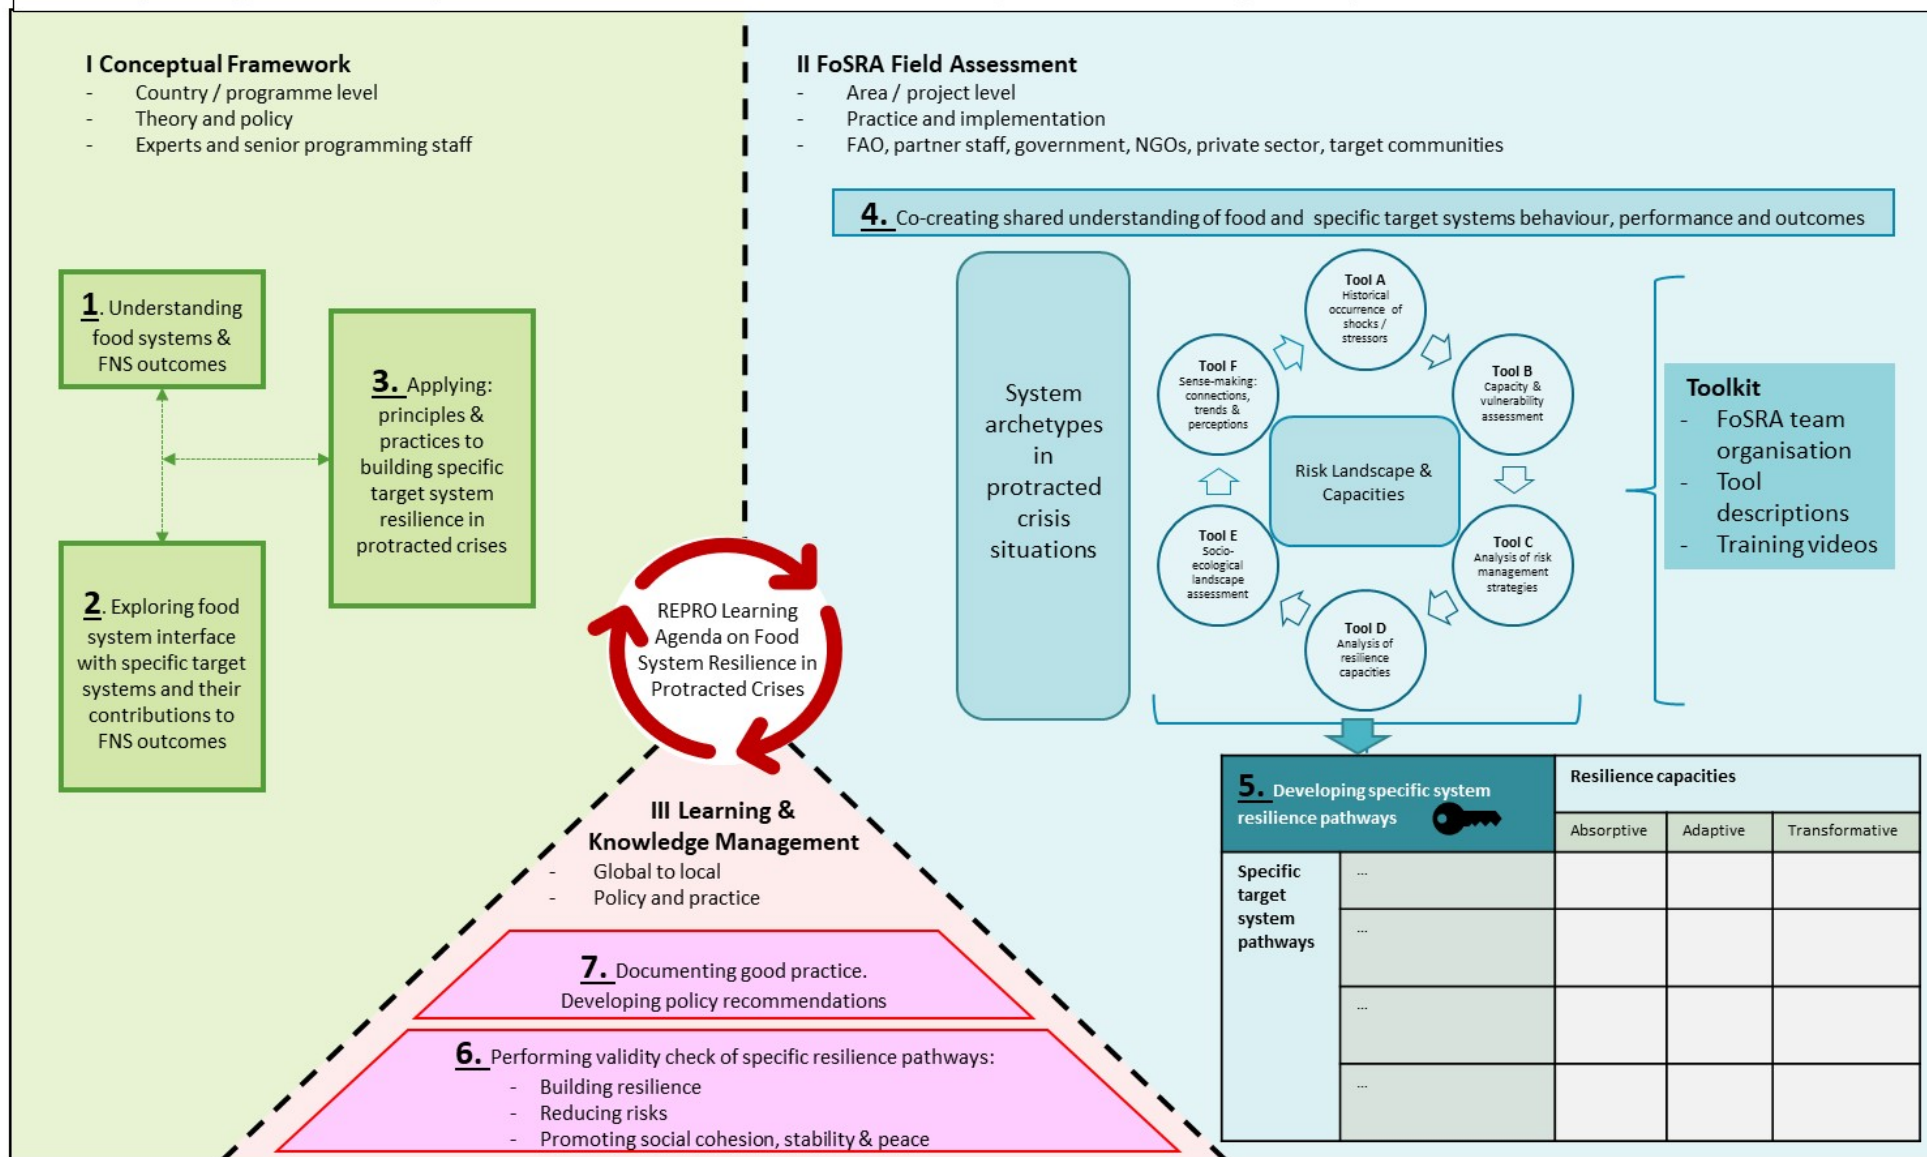 I Conceptual Framework
- Country / programme level
- Theory and policy
- Experts and senior programming staff
1. Understanding
food systems &
FNS outcomes
3. Applying:
principles &
practices to
building specific
target system
resilience in
protracted crises
2. Exploring food
system interface
with specific target
systems and their
contributions to
FNS outcomes
II FoSRA Field Assessment
- Area / project level
- Practice and implementation
- FAO, partner staff, government, NGOs, private sector, target communities
4. Co-creating shared understanding of food and specific target systems behaviour, performance and outcomes
System
archetypes
in
protracted
crisis
situations
Tool A
Historical
occurrence of
shocks /
stressors
Tool B
Capacity &
vulnerability
assessment
Tool C
Analysis of risk
management
strategies
Tool D
Analysis of
resilience
capacities
Tool E
Socio-
ecological
landscape
assessment
Tool F
Sense-making:
connections,
trends &
perceptions
Risk Landscape &
Capacities
Toolkit
- FoSRA team
organisation
- Tool
descriptions
- Training videos
5. Developing specific system
resilience pathways
Resilience capacities
Absorptive
Adaptive
Transformative
Specific
target
system
pathways
...
...
...
...
REPRO Learning
Agenda on Food
System Resilience in
Protracted Crises
III Learning &
Knowledge Management
- Global to local
- Policy and practice
7. Documenting good practice.
Developing policy recommendations
6. Performing validity check of specific resilience pathways:
- Building resilience
- Reducing risks
- Promoting social cohesion, stability & peace